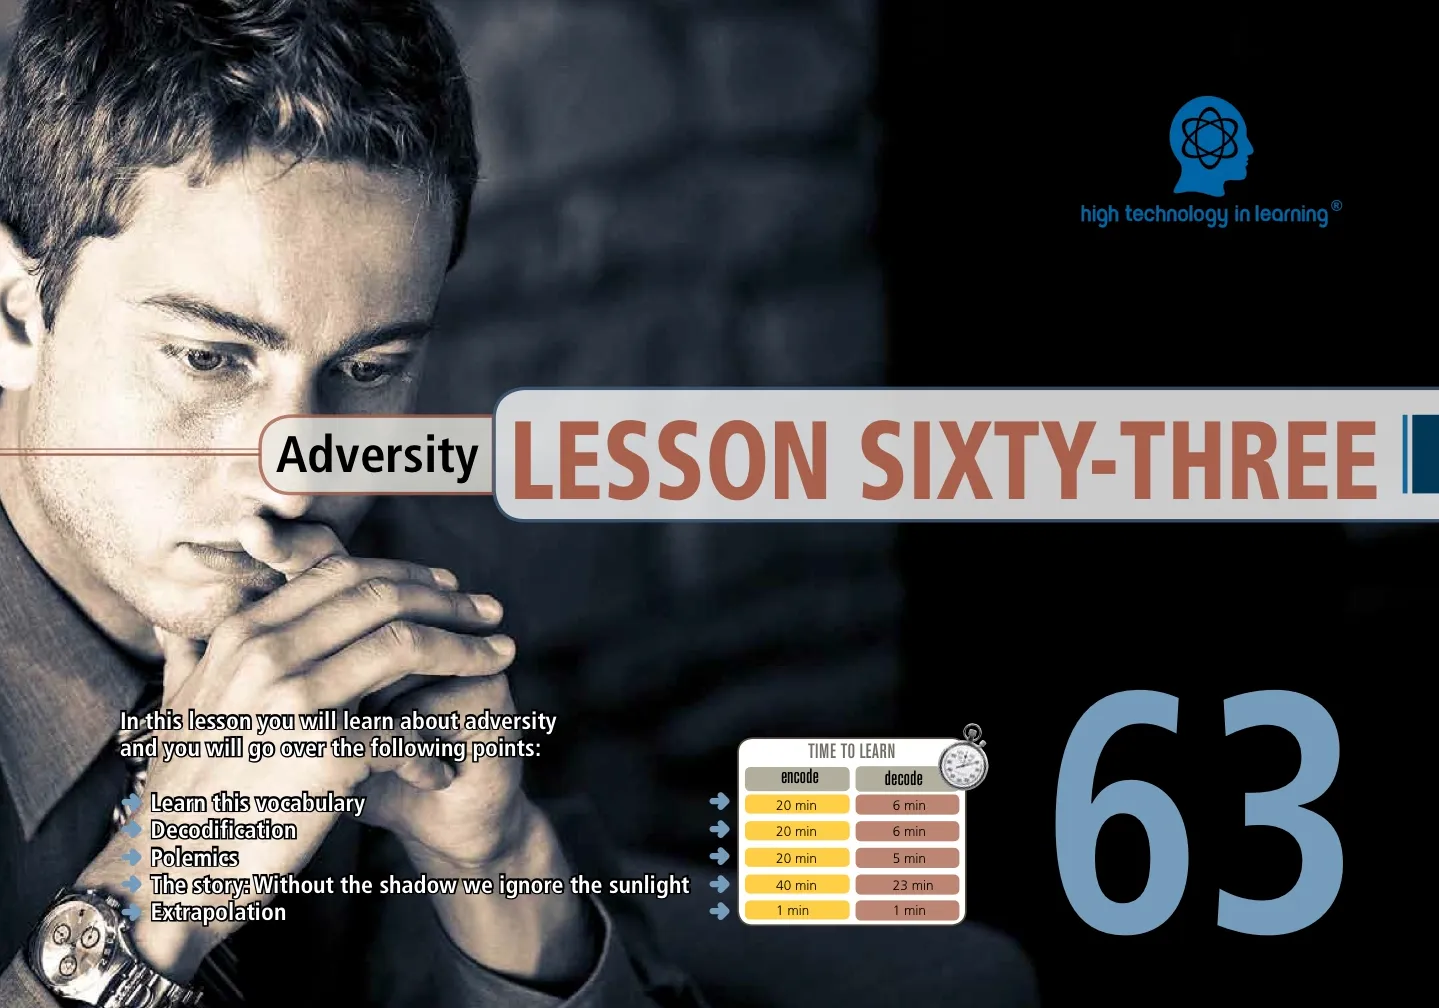 high technology in learning®
Adversity
LESSON SIXTY-THREE
In this lesson you will learn about adversity
and you will go over the following points:
Learn this vocabulary
Decodification
Polemics
The story: Without the shadow we ignore the sunlight
Extrapolation
TIME TO LEARN
encode decode
20 min 6 min
20 min 6 min
20 min 5 min
40 min 23 min
1 min 1 min
63